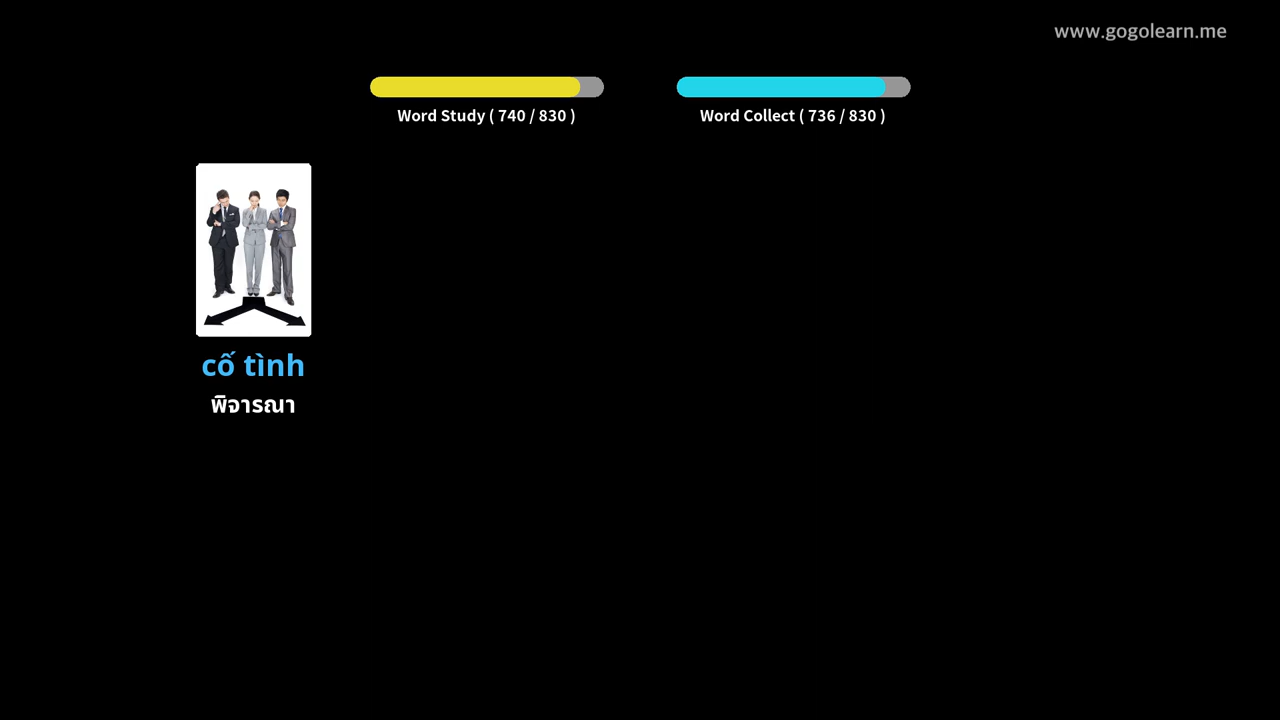 www.gogolearn.me
Word Study ( 740 / 830 )
Word Collect ( 736 / 830 )
cố tình
พิจารณา